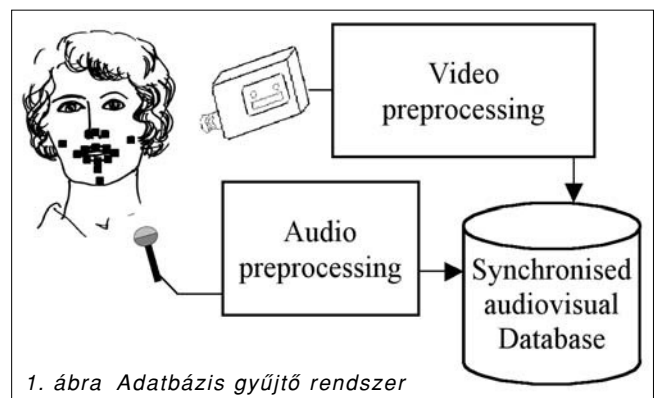 Video
preprocessing
Audio
preprocessing
Synchronised
audiovisual
Database
1. ábra Adatbázis gyűjtő rendszer